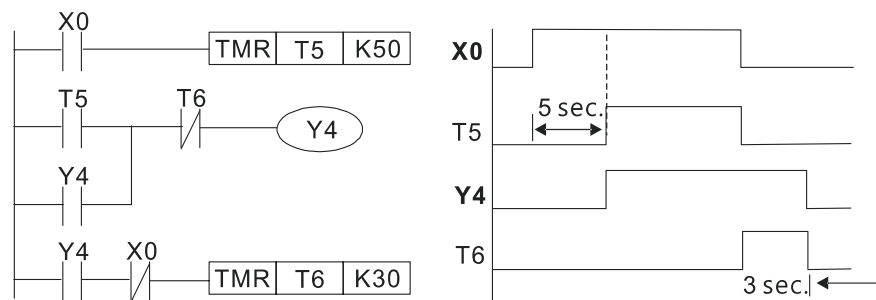 X0
TMR T5 K50
T5
T6
Y4
Y4
Y4
X0
TMR T6 K30
X0
5 sec.
T5
Y4
T6
3 sec.